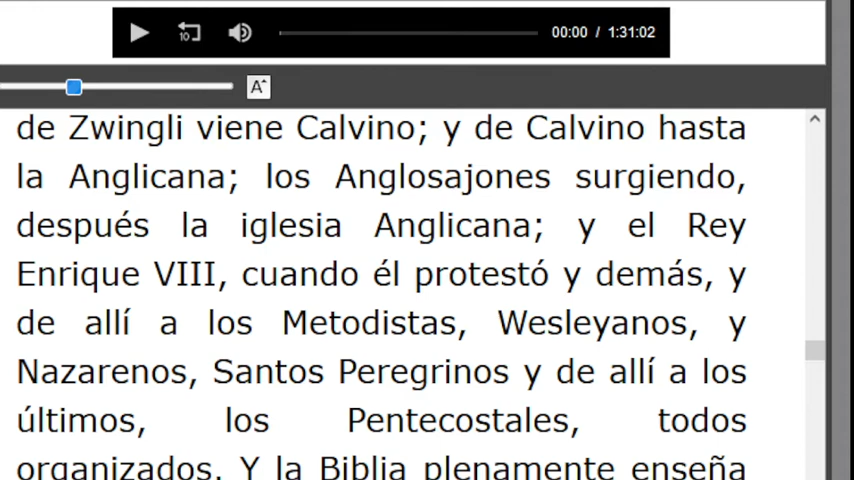 10
00:00 / 1:31:02
A
de Zwingli viene Calvino; y de Calvino hasta
la Anglicana; los Anglosajones surgiendo,
después la iglesia Anglicana; y el Rey
Enrique VIII, cuando él protestó y demás, y
de allí a los Metodistas, Wesleyanos, y
Nazarenos, Santos Peregrinos y de allí a los
últimos, los Pentecostales, todos
organizados. Y la Biblia plenamente enseña